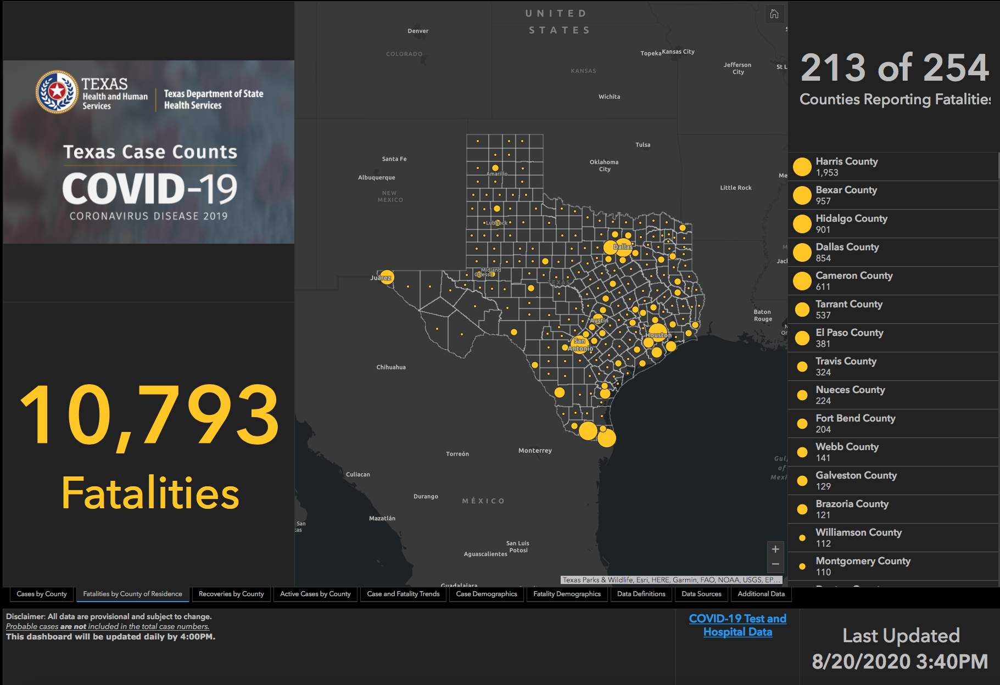 TEXAS
Health and Human
Services
Texas Department of State
Health Services
Texas Case Counts
COVID-19
CORONAVIRUS DISEASE 2019
10,793
Fatalities
UNITED
STATES
Denver
COLORADO
Topeka
Kansas City
Jefferson
City
St L
KANSAS
Wichita
Tulsa
Santa Fe
Oklahoma
City
Albuquerque
Amarillo
Me
Little Rock
NEW
MEXICO
Lubbock
Dallas
M
Jacl
Midland
Odessa
Juárez
TEXAS
Baton
Rouge
Austin
N
Or
Houston
San
Antonio
Chihuahua
Torreón
Monterrey
Gulf
of
Mexi
Culiacan
Durango
MÉXICO
Mazatlán
San
cas
San Luis
Potosi
Aguascalientes
Guadalajara
+
−
Texas Parks & Wildlife, Esri, HERE, Garmin, FAO, NOAA, USGS, EP...
213 of 254
Counties Reporting Fatalities
Harris County
1,953
Bexar County
957
Hidalgo County
901
Dallas County
854
Cameron County
611
Tarrant County
537
El Paso County
381
Travis County
324
Nueces County
224
Fort Bend County
204
Webb County
141
Galveston County
129
Brazoria County
121
Williamson County
112
Montgomery County
110
Cases by County
Fatalities by County of Residence
Recoveries by County
Active Cases by County
Case and Fatality Trends
Case Demographics
Fatality Demographics
Data Definitions
Data Sources
Additional Data
Disclaimer: All data are provisional and subject to change.
Probable cases are not included in the total case numbers.
This dashboard will be updated daily by 4:00PM.
COVID-19 Test and
Hospital Data
Last Updated
8/20/2020 3:40PM